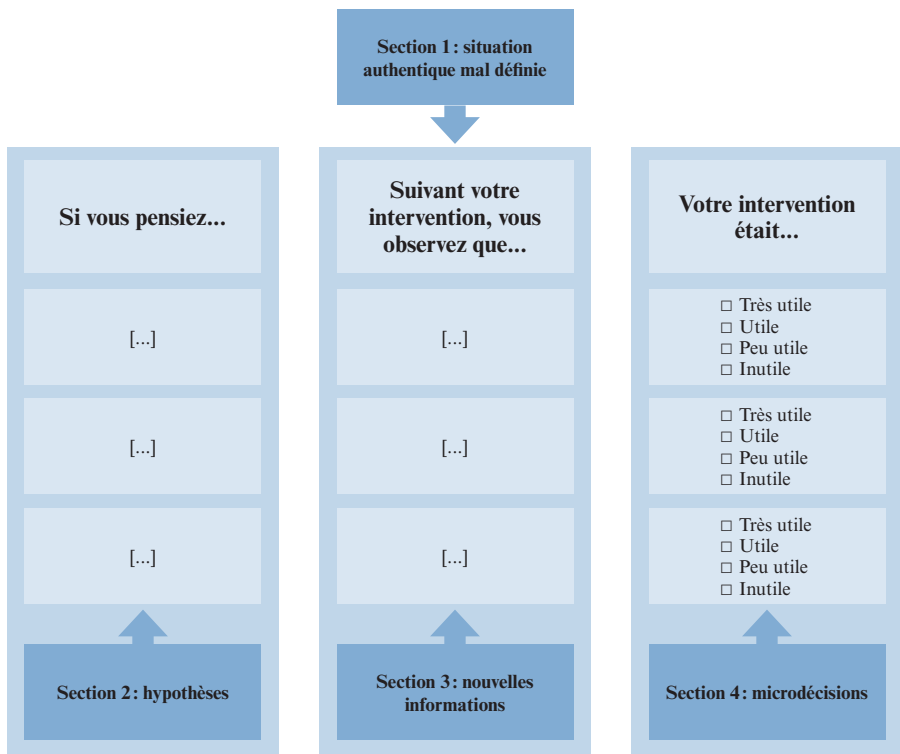 Section 1 : situation
authentique mal définie
Si vous pensiez...
Suivant votre
intervention, vous
observez que...
Votre intervention
était...
[...]
[...]
□ Très utile
□ Utile
□ Peu utile
□ Inutile
[...]
[...]
□ Très utile
□ Utile
□ Peu utile
□ Inutile
[...]
[...]
□ Très utile
□ Utile
□ Peu utile
□ Inutile
Section 2 : hypothèses
Section 3 : nouvelles
informations
Section 4 : microdécisions